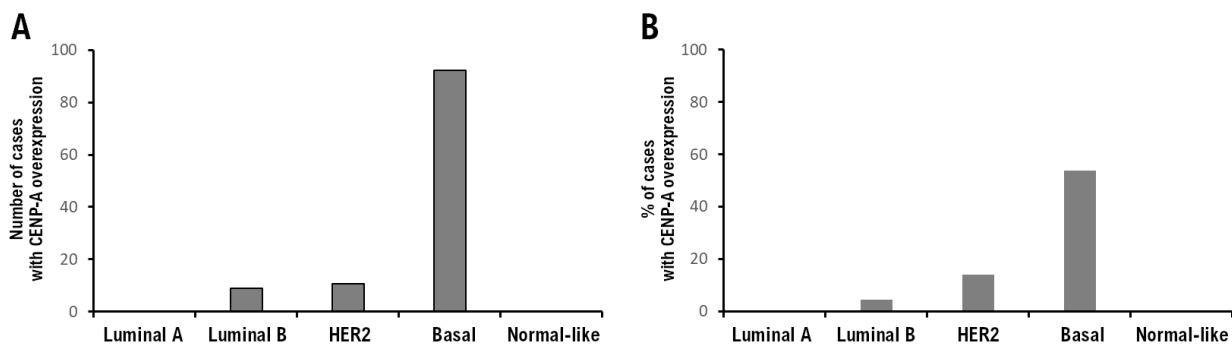 A
Number of cases
with CENP-A overexpression
100
80
60
40
20
0
Luminal A
Luminal B
HER2
Basal
Normal-like
B
% of cases
with CENP-A overexpression
100
80
60
40
20
0
Luminal A
Luminal B
HER2
Basal
Normal-like